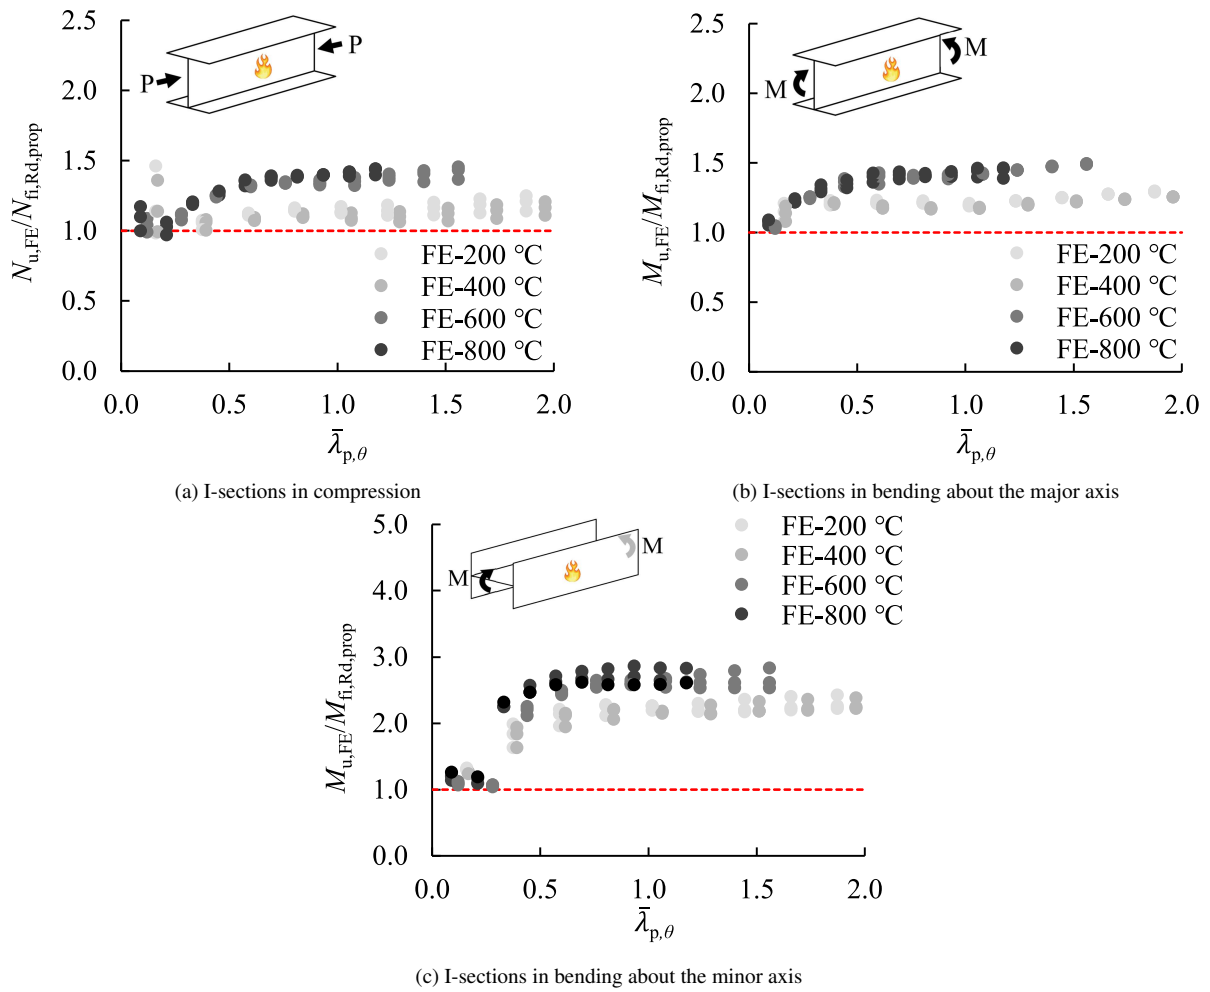 2.5
2.0
1.5
1.0
0.5
0.0
N_u,FE/N_fi,Rd,prop
P
P
FE-200 °C
FE-400 °C
FE-600 °C
FE-800 °C
0.0 0.5 1.0 1.5 2.0
λ̄_p,θ
(a) I-sections in compression
2.5
2.0
1.5
1.0
0.5
0.0
M_u,FE/M_fi,Rd,prop
M
M
FE-200 °C
FE-400 °C
FE-600 °C
FE-800 °C
0.0 0.5 1.0 1.5 2.0
λ̄_p,θ
(b) I-sections in bending about the major axis
5.0
4.0
3.0
2.0
1.0
0.0
M_u,FE/M_fi,Rd,prop
M
M
FE-200 °C
FE-400 °C
FE-600 °C
FE-800 °C
0.0 0.5 1.0 1.5 2.0
λ̄_p,θ
(c) I-sections in bending about the minor axis